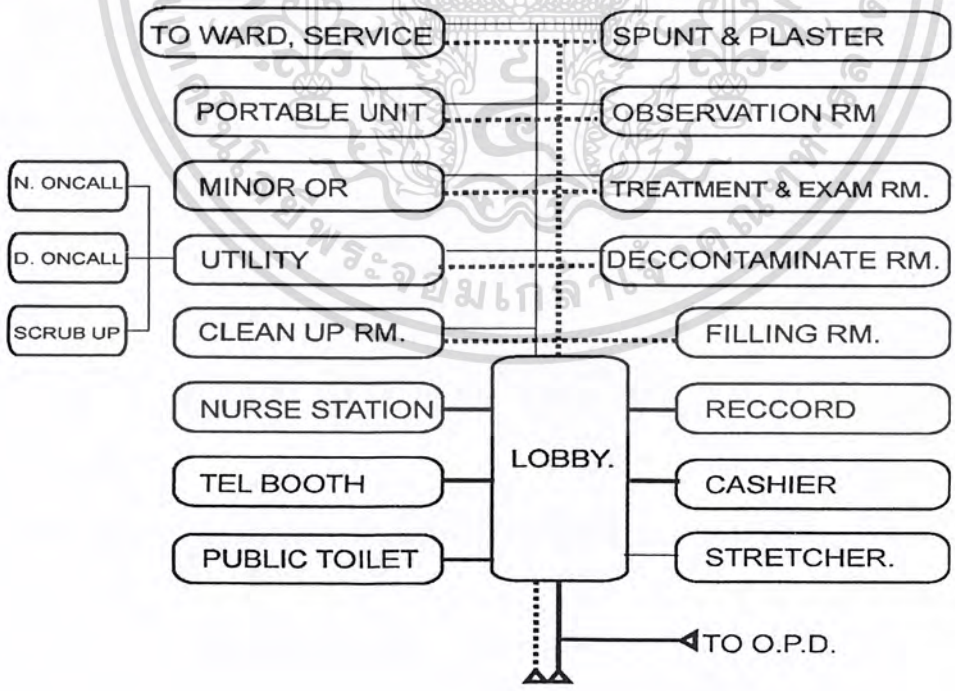 TO WARD, SERVICE
SPUNT & PLASTER
PORTABLE UNIT
OBSERVATION RM
N. ONCALL
MINOR OR
TREATMENT & EXAM RM.
D. ONCALL
UTILITY
DECCONTAMINATE RM.
SCRUB UP
CLEAN UP RM.
FILLING RM.
NURSE STATION
LOBBY.
RECCORD
TEL BOOTH
CASHIER
PUBLIC TOILET
STRETCHER.
TO O.P.D.